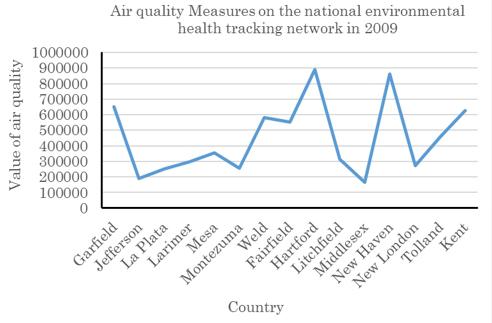 Air quality Measures on the national environmental
health tracking network in 2009
Value of air quality
1000000
900000
800000
700000
600000
500000
400000
300000
200000
100000
0
Garfield
Jefferson
La Plata
Larimer
Mesa
Montezuma
Weld
Fairfield
Hartford
Litchfield
Middlesex
New Haven
New London
Tolland
Kent
Country